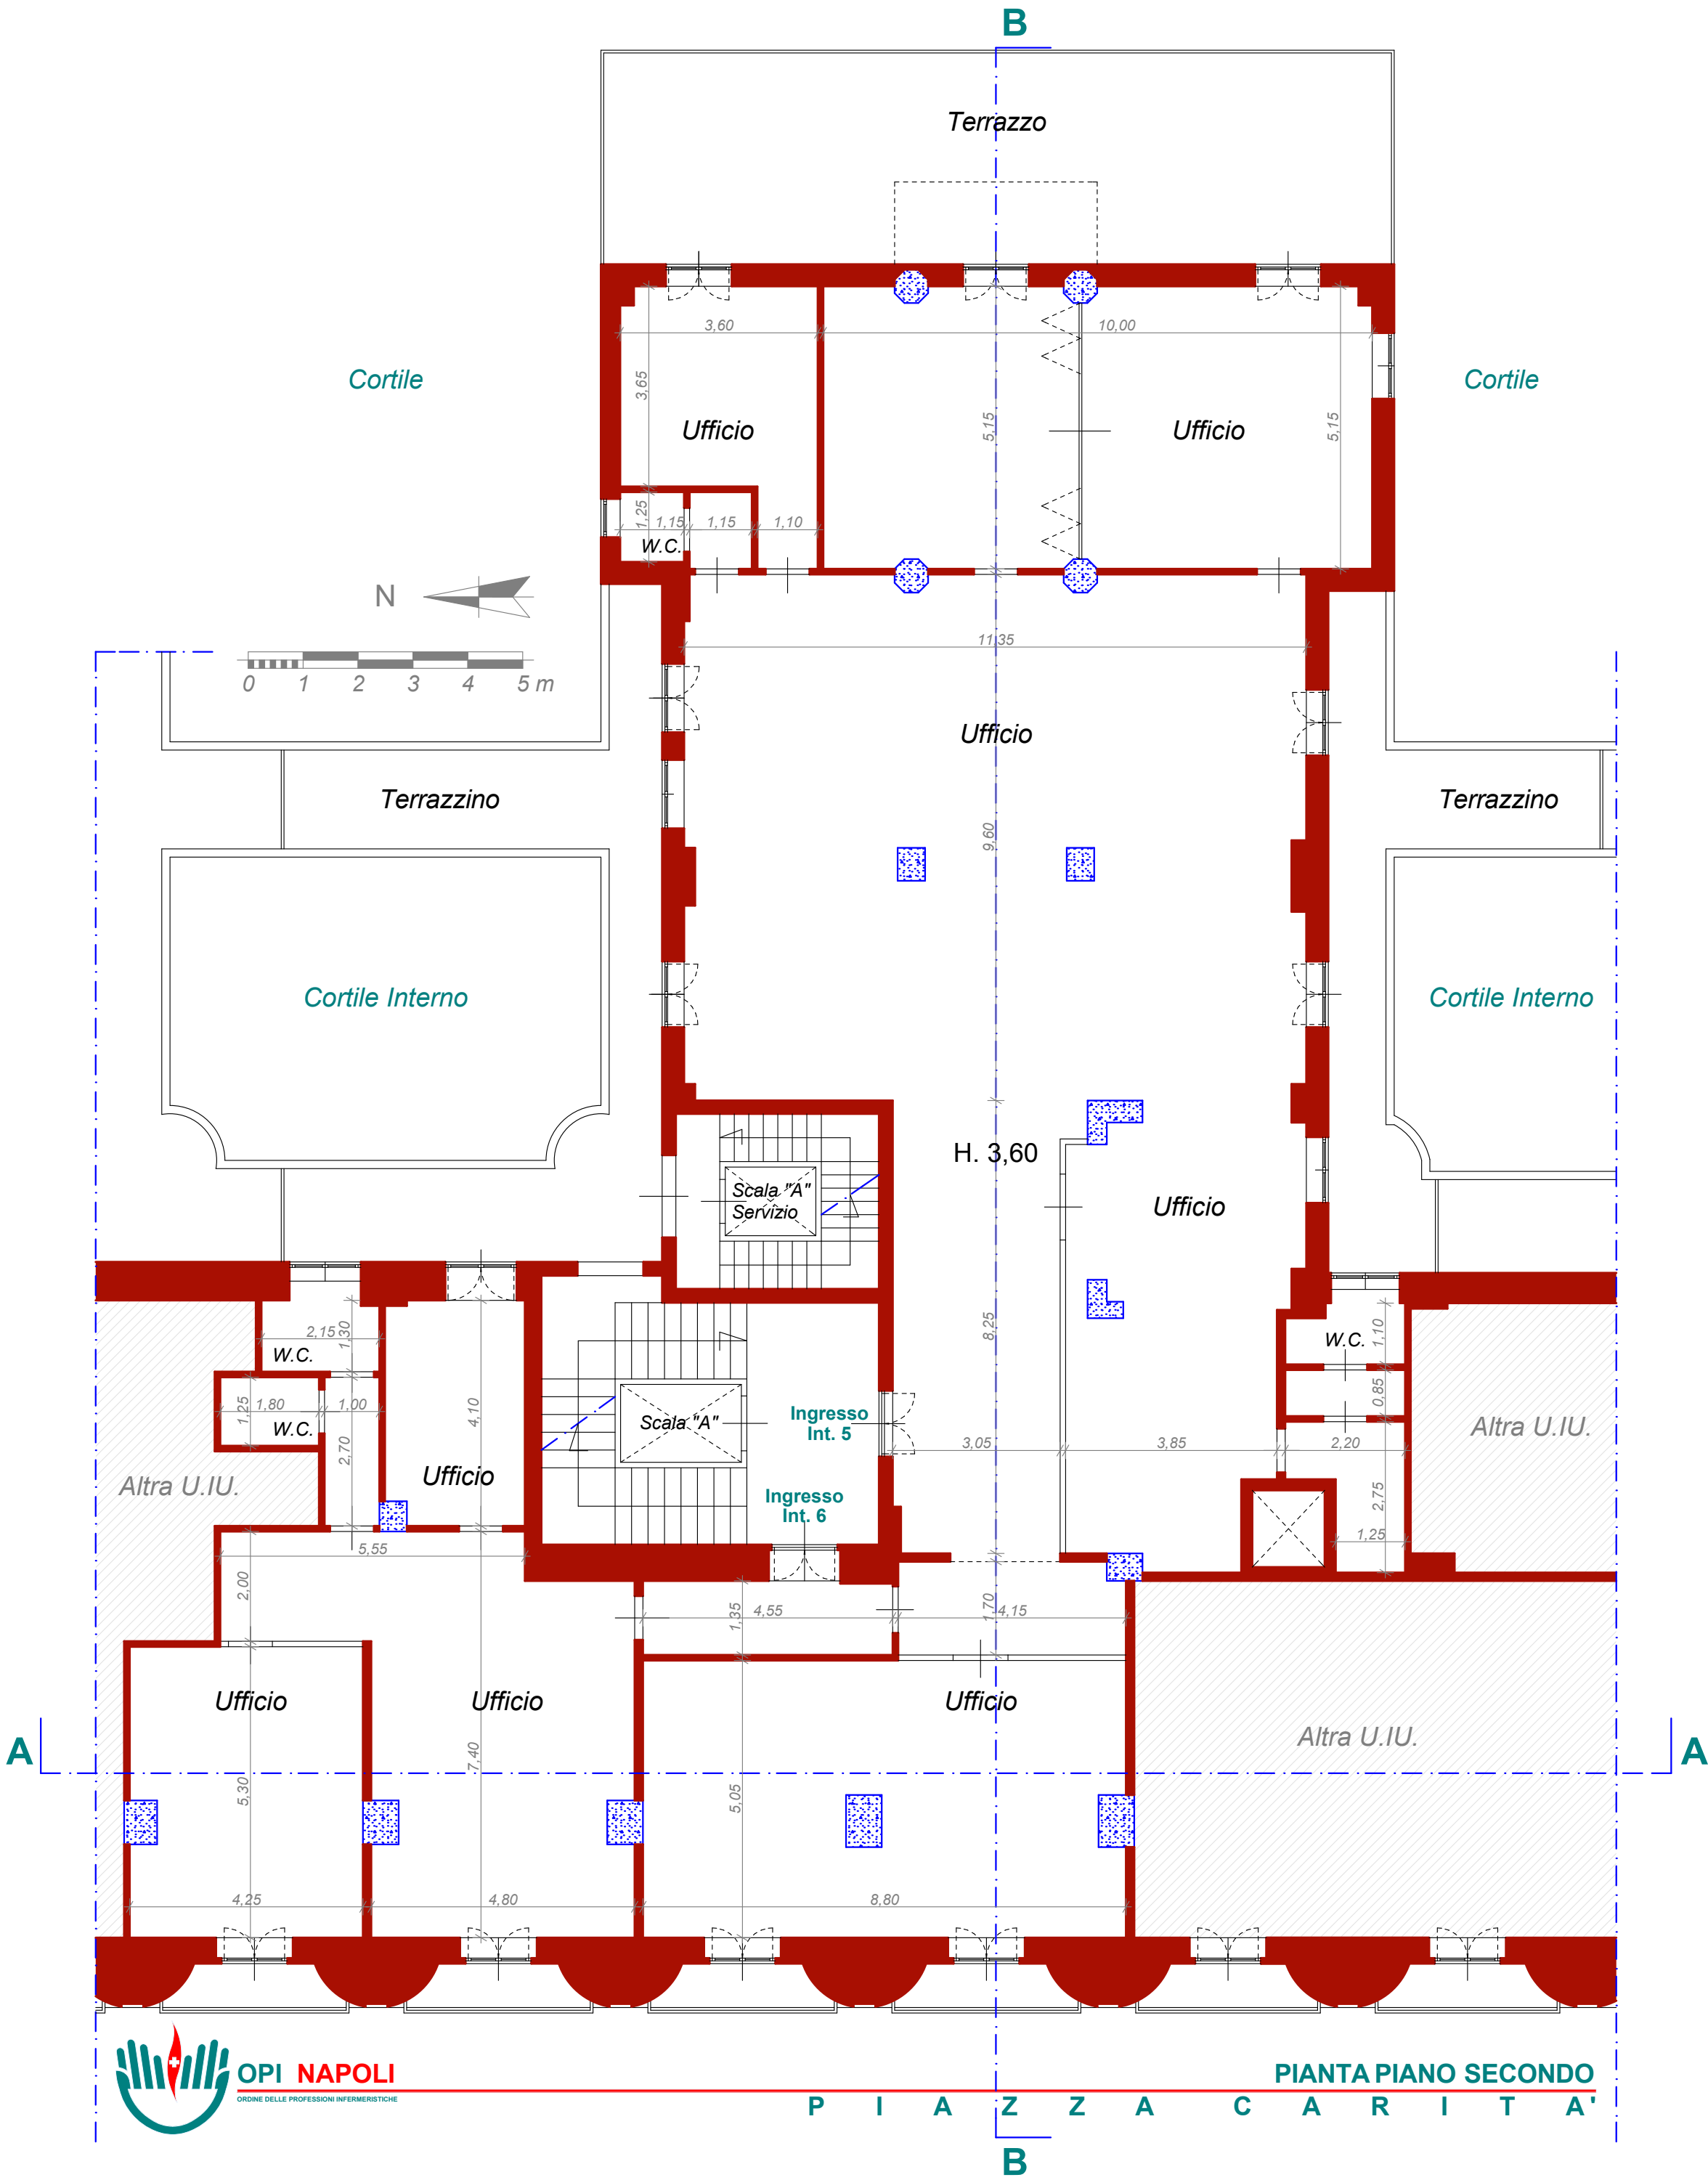 B
Terrazzo
3,60
10,00
Cortile
Cortile
3,65
5,15
5,15
Ufficio
Ufficio
1,25
1,15
1,15
1,10
W.C.
N
11,35
0 1 2 3 4 5 m
Ufficio
Terrazzino
Terrazzino
9,60
Cortile Interno
Cortile Interno
H. 3,60
Scala "A"
Servizio
Ufficio
8,25
2,15
1,30
W.C.
W.C.
1,10
1,25
1,80
1,00
4,10
0,85
W.C.
Scala "A"
Ingresso
Int. 5
Altra U.IU.
2,70
3,05
3,85
2,20
Ufficio
Altra U.IU.
Ingresso
Int. 6
2,75
1,25
5,55
2,00
1,35
4,55
1,70
4,15
Ufficio
Ufficio
Ufficio
Altra U.IU.
A
A
7,40
5,30
5,05
4,25
4,80
8,80
OPI NAPOLI
PIANTA PIANO SECONDO
ORDINE DELLE PROFESSIONI INFERMIERISTICHE
PIAZZA CARITA'
B